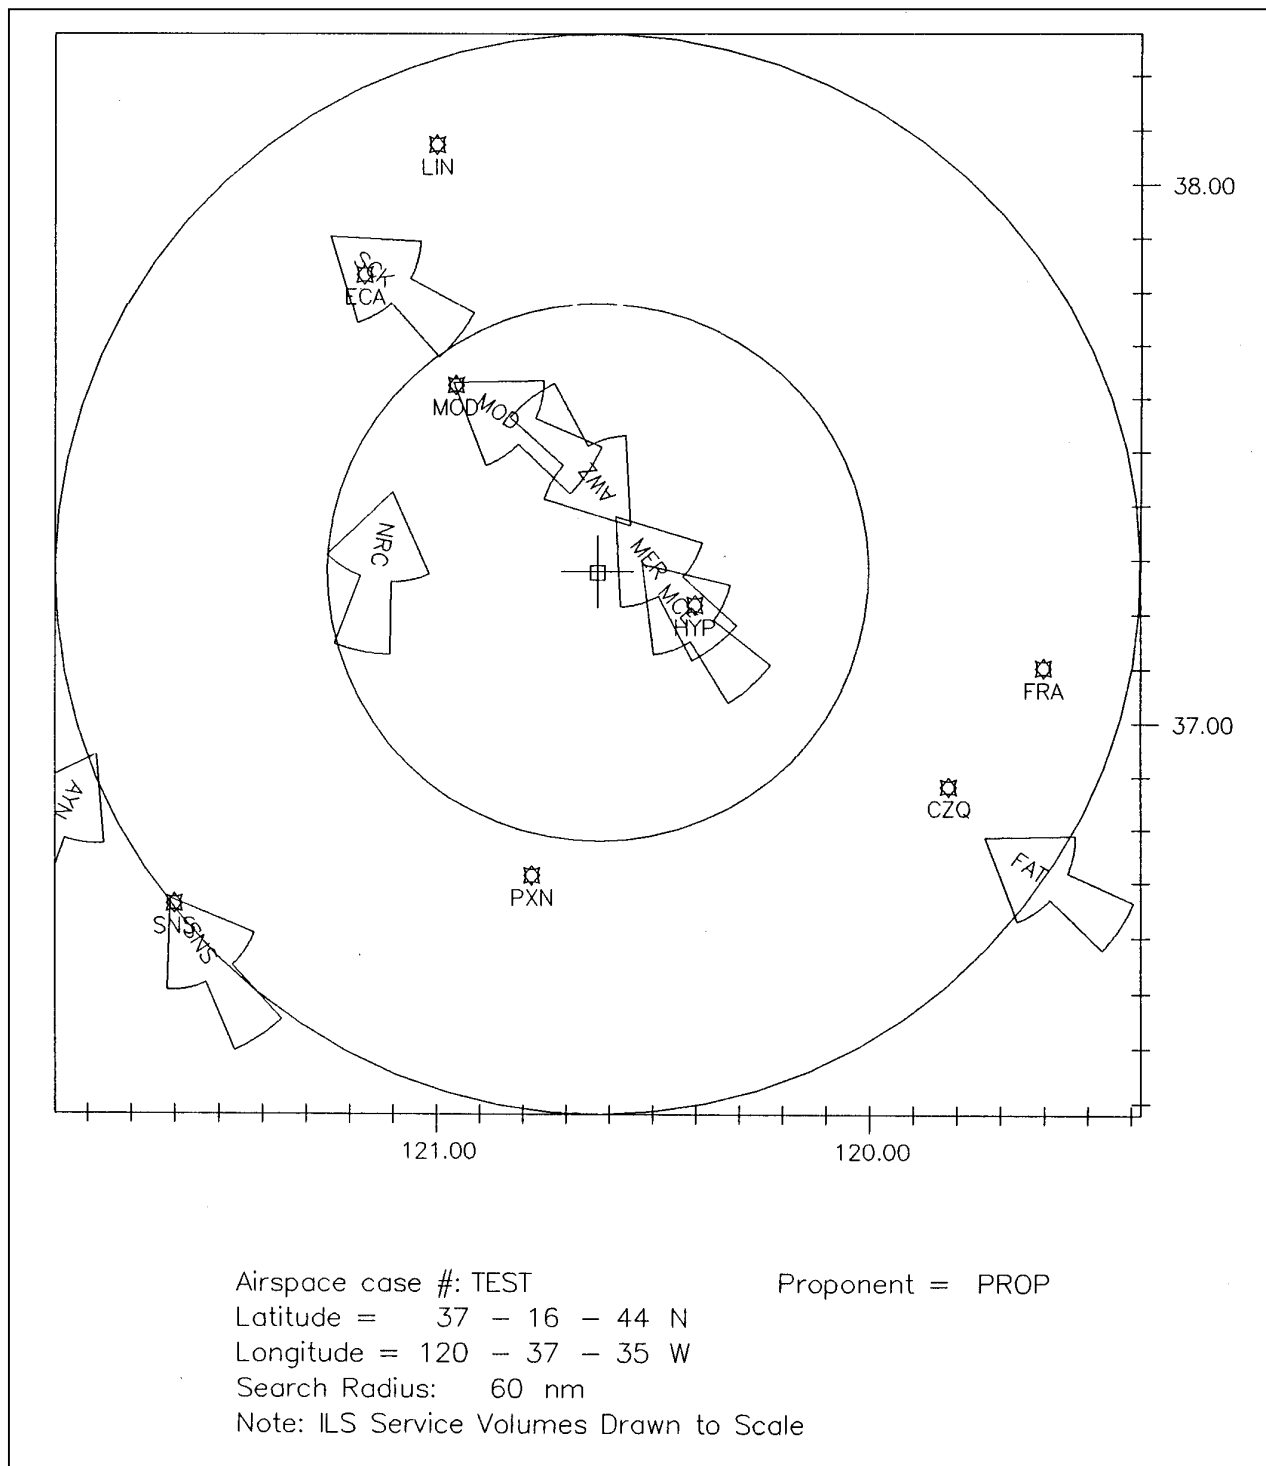 LIN
38.00
SCK
ECA
MOD
MOD
AWZ
NRC
MER
HYP
FRA
37.00
AYN
CZQ
FAT
PXN
SNS
SNS
121.00
120.00
Airspace case #: TEST Proponent = PROP
Latitude = 37 - 16 - 44 N
Longitude = 120 - 37 - 35 W
Search Radius: 60 nm
Note: ILS Service Volumes Drawn to Scale